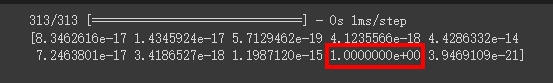 313/313 [==============================] - 0s 1ms/step
[8.3462616e-17 1.4345924e-17 5.7129462e-19 4.1235566e-18 4.4286332e-14
7.2463801e-17 3.4186527e-18 1.1987120e-15 1.0000000e+00 3.9469109e-21]